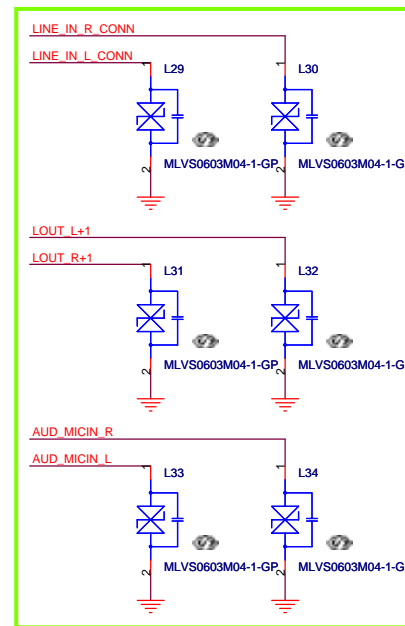 LINE_IN_R_CONN
LINE_IN_L_CONN
1 L29 1 L30
2 MLVS0603M04-1-GP 2 MLVS0603M04-1-G
LOUT_L+1
LOUT_R+1
1 L31 1 L32
2 MLVS0603M04-1-GP 2 MLVS0603M04-1-G
AUD_MICIN_R
AUD_MICIN_L
1 L33 1 L34
2 MLVS0603M04-1-GP 2 MLVS0603M04-1-G